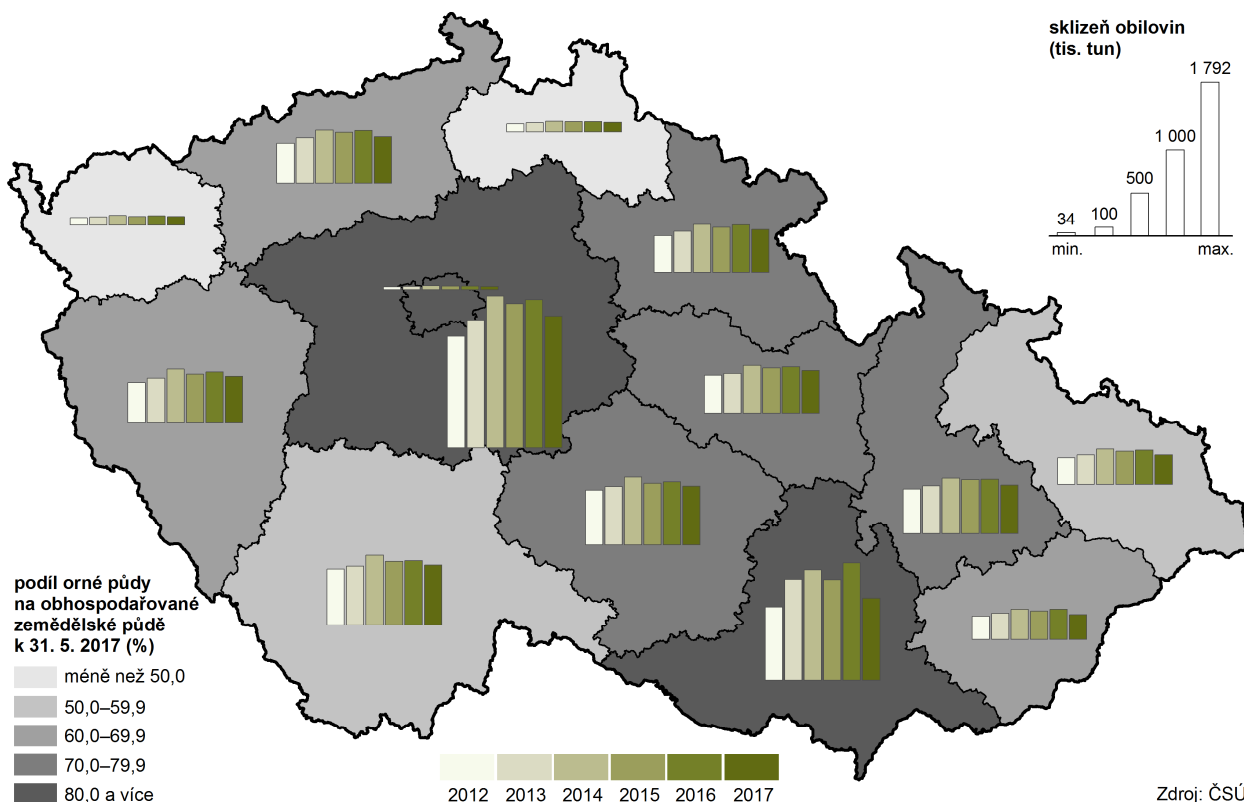 sklizeň obilovin
(tis. tun)
1 792
1 000
500
100
34
min.
max.
podíl orné půdy
na obhospodařované
zemědělské půdě
k 31. 5. 2017 (%)
méně než 50,0
50,0–59,9
60,0–69,9
70,0–79,9
80,0 a více
2012 2013 2014 2015 2016 2017
Zdroj: ČSÚ